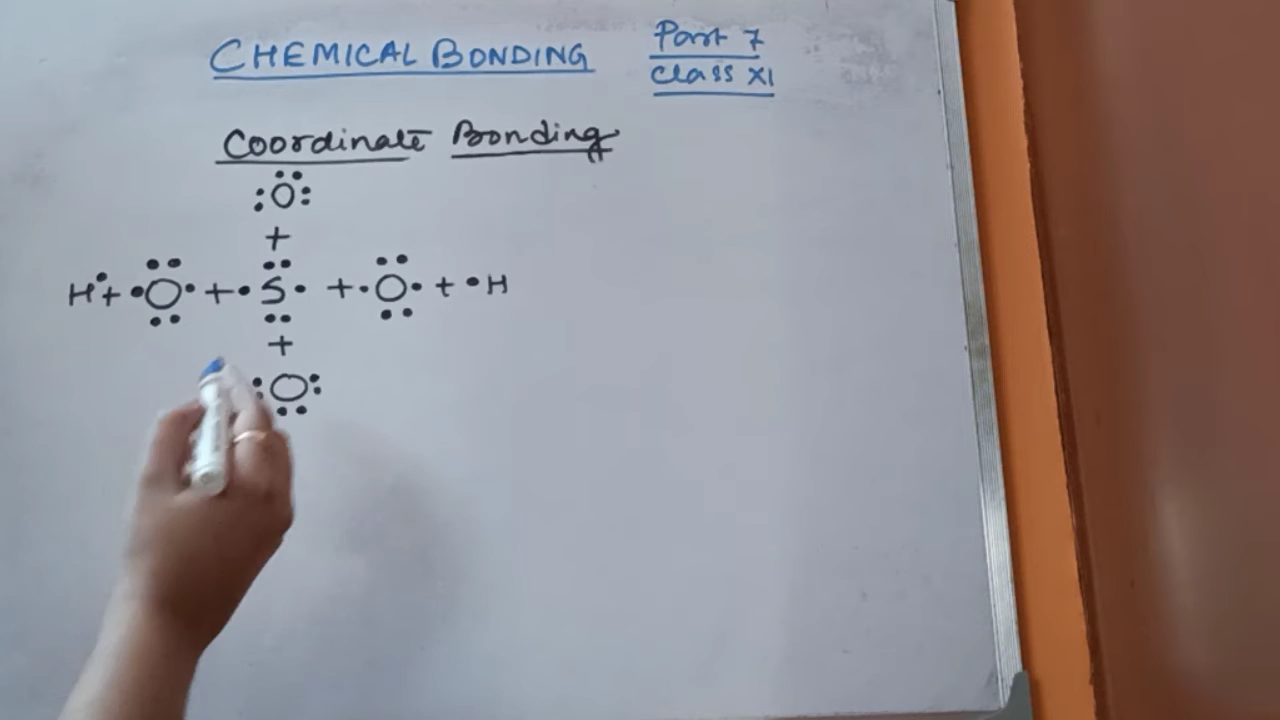 CHEMICAL BONDING Part 7
Class XI
Coordinate Bonding
:Ö:
+
H• + •O• + •S• + •O• + •H
+
:O: